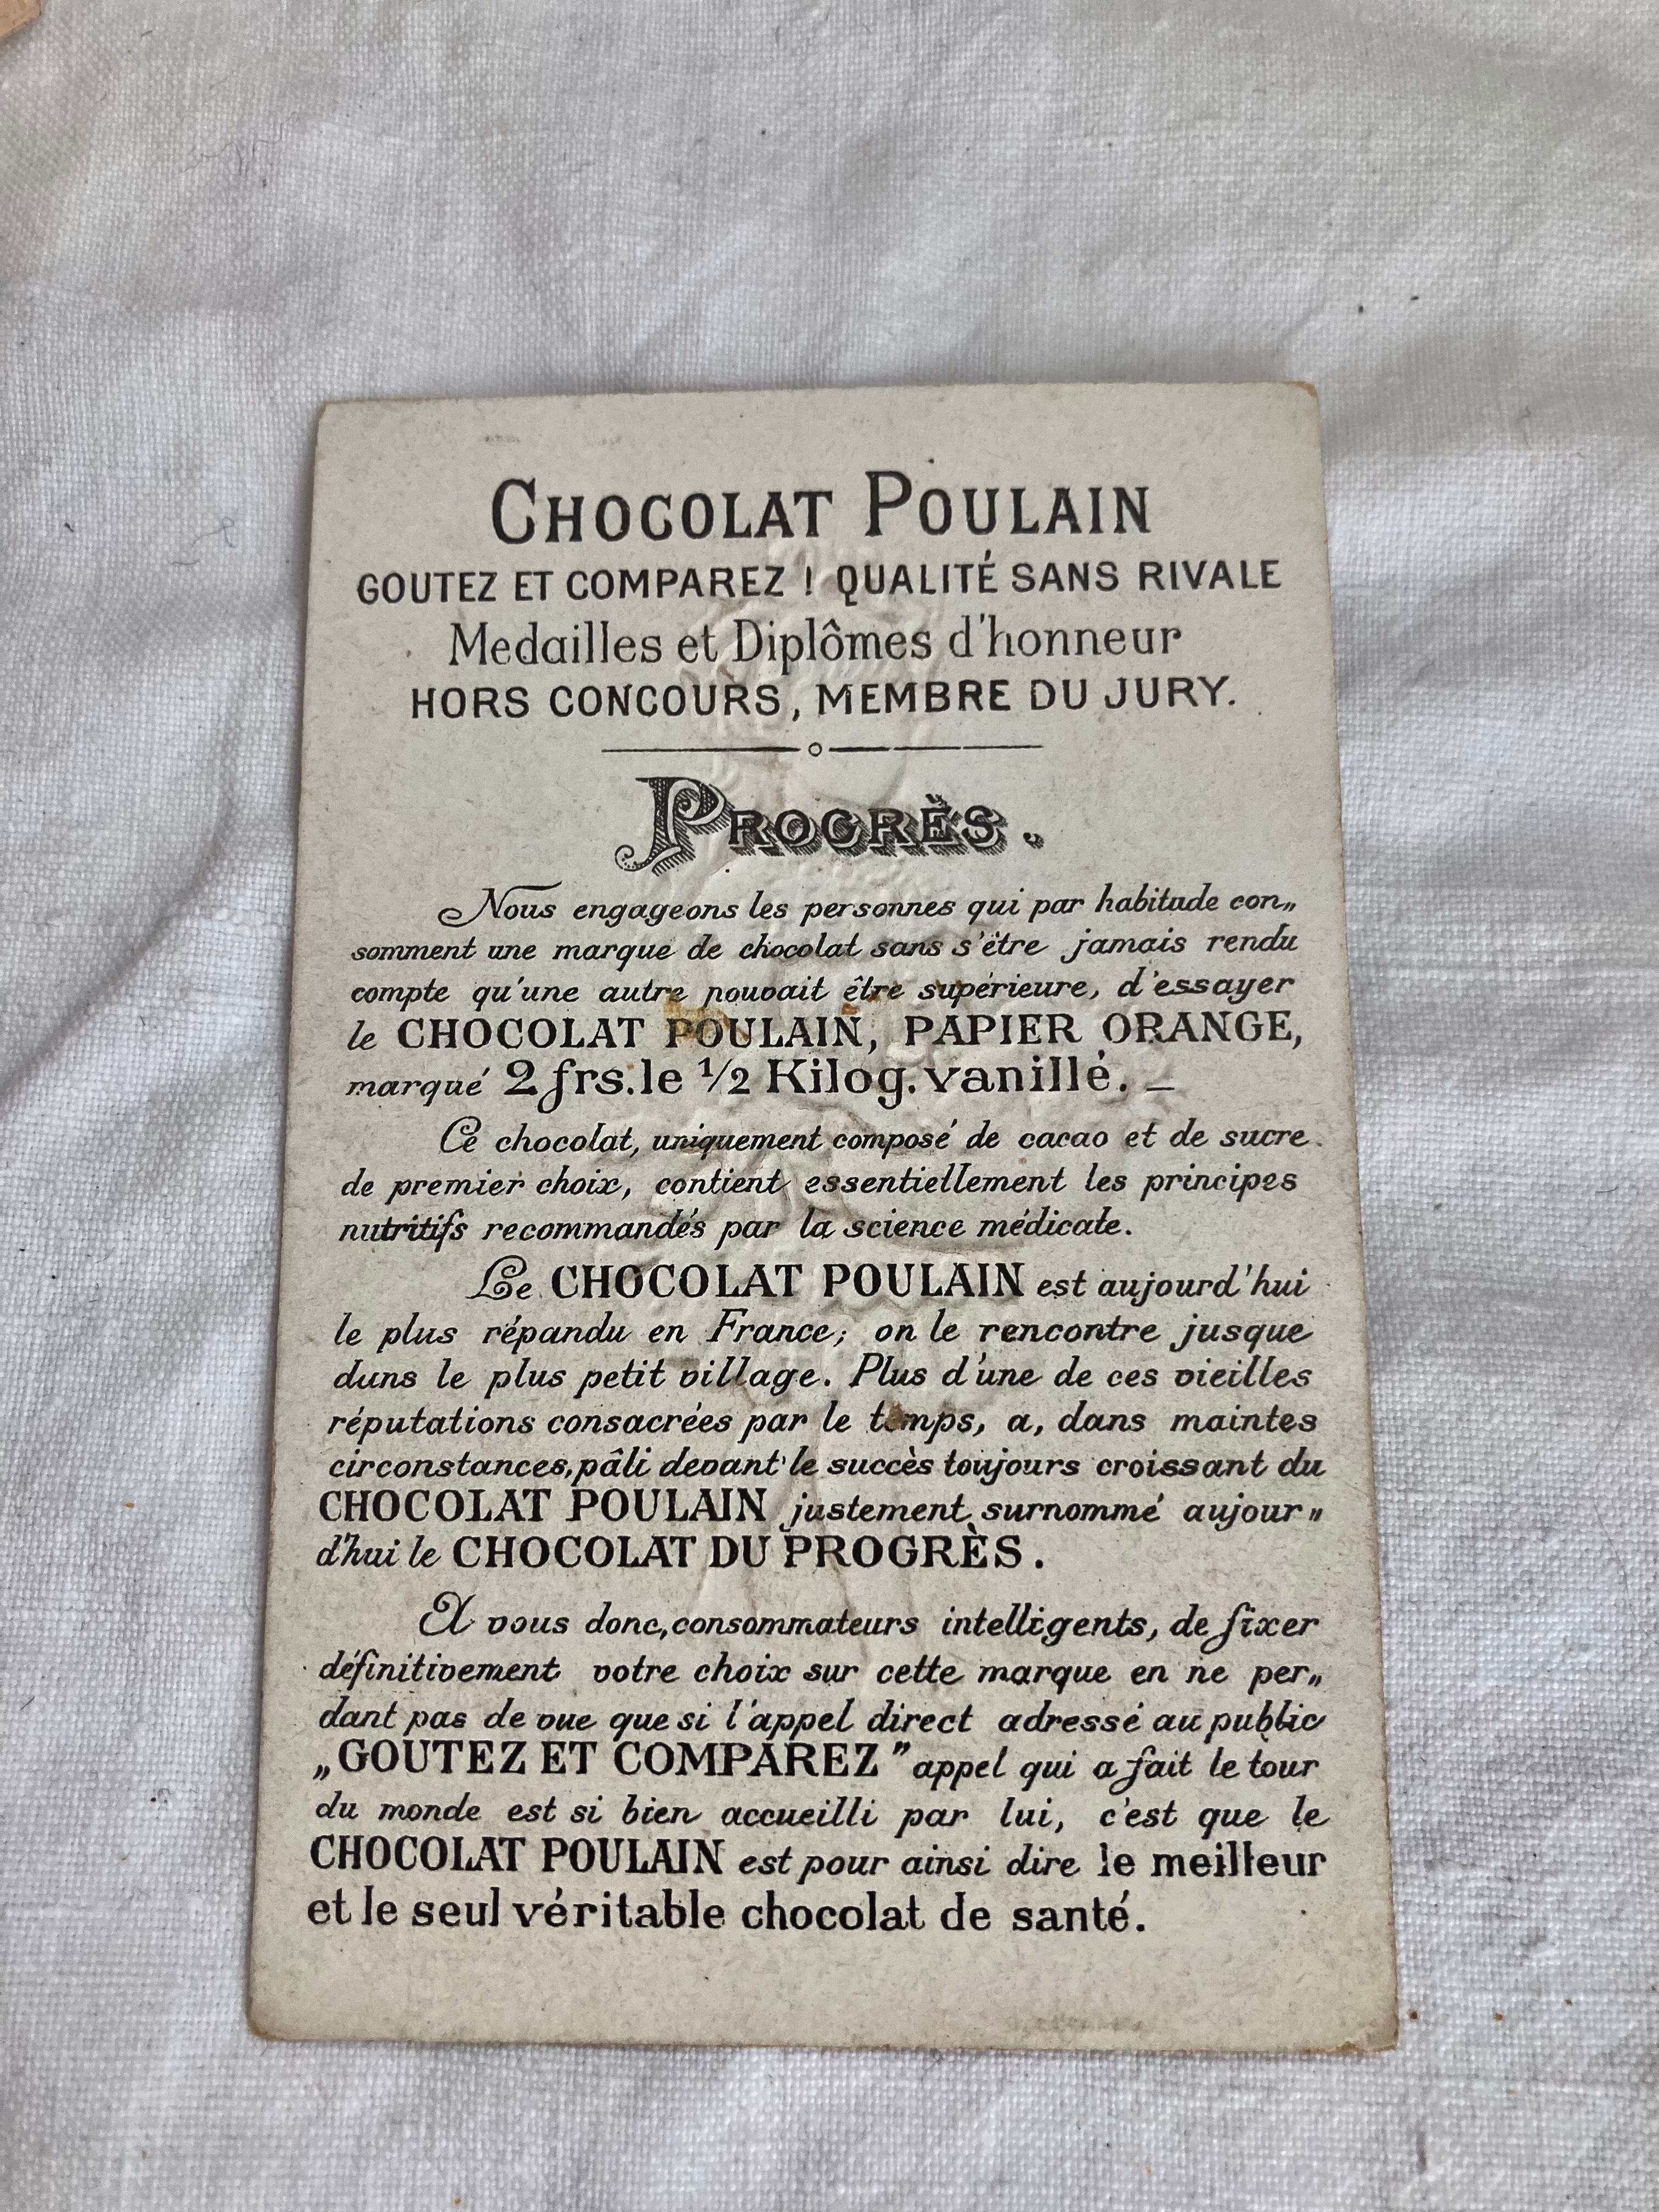 CHOCOLAT POULAIN
GOUTEZ ET COMPAREZ ! QUALITÉ SANS RIVALE
Medailles et Diplômes d'honneur
HORS CONCOURS, MEMBRE DU JURY.
PROGRÈS.
Nous engageons les personnes qui par habitude con„
somment une marque de chocolat sans s'être jamais rendu
compte qu'une autre pouvait être supérieure, d'essayer
le CHOCOLAT POULAIN, PAPIER ORANGE,
marqué 2 frs. le ½ Kilog. vanillé. —
Ce chocolat, uniquement composé de cacao et de sucre
de premier choix, contient essentiellement les principes
nutritifs recommandés par la science médicale.
Le CHOCOLAT POULAIN est aujourd'hui
le plus répandu en France; on le rencontre jusque
dans le plus petit village. Plus d'une de ces vieilles
réputations consacrées par le temps, a, dans maintes
circonstances, pâli devant le succès toujours croissant du
CHOCOLAT POULAIN justement surnommé aujour„
d'hui le CHOCOLAT DU PROGRÈS.
A vous donc, consommateurs intelligents, de fixer
définitivement votre choix sur cette marque en ne per„
dant pas de vue que si l'appel direct adressé au public
„GOUTEZ ET COMPAREZ" appel qui a fait le tour
du monde est si bien accueilli par lui, c'est que le
CHOCOLAT POULAIN est pour ainsi dire le meilleur
et le seul véritable chocolat de santé.